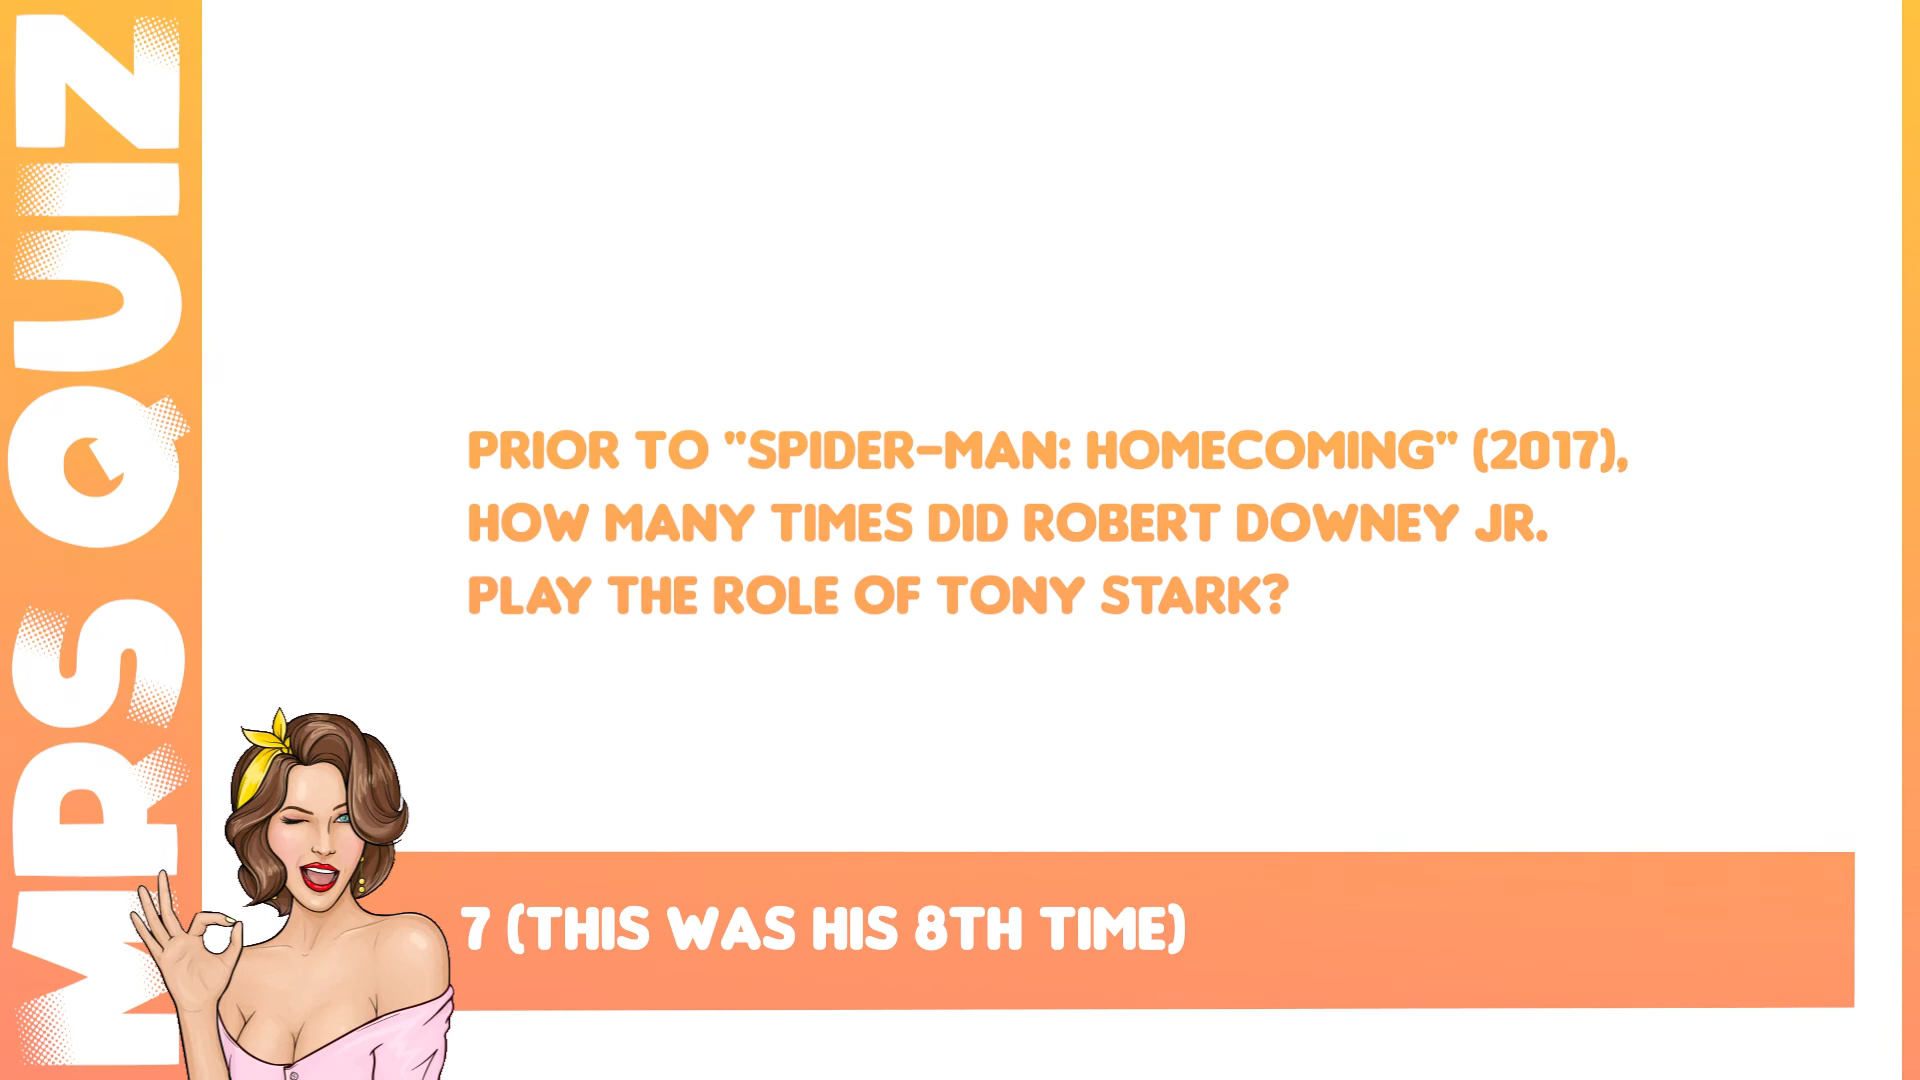 MRS QUIZ
PRIOR TO "SPIDER-MAN: HOMECOMING" (2017),
HOW MANY TIMES DID ROBERT DOWNEY JR.
PLAY THE ROLE OF TONY STARK?
7 (THIS WAS HIS 8TH TIME)